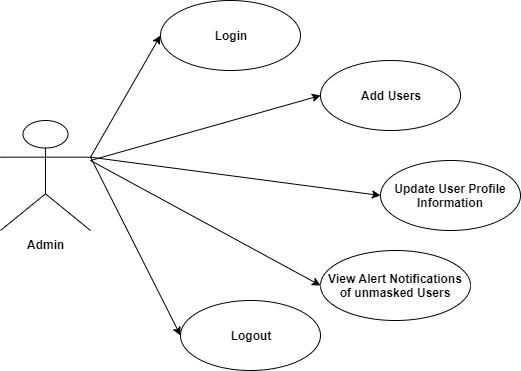 Login
Add Users
Update User Profile
Information
Admin
View Alert Notifications
of unmasked Users
Logout